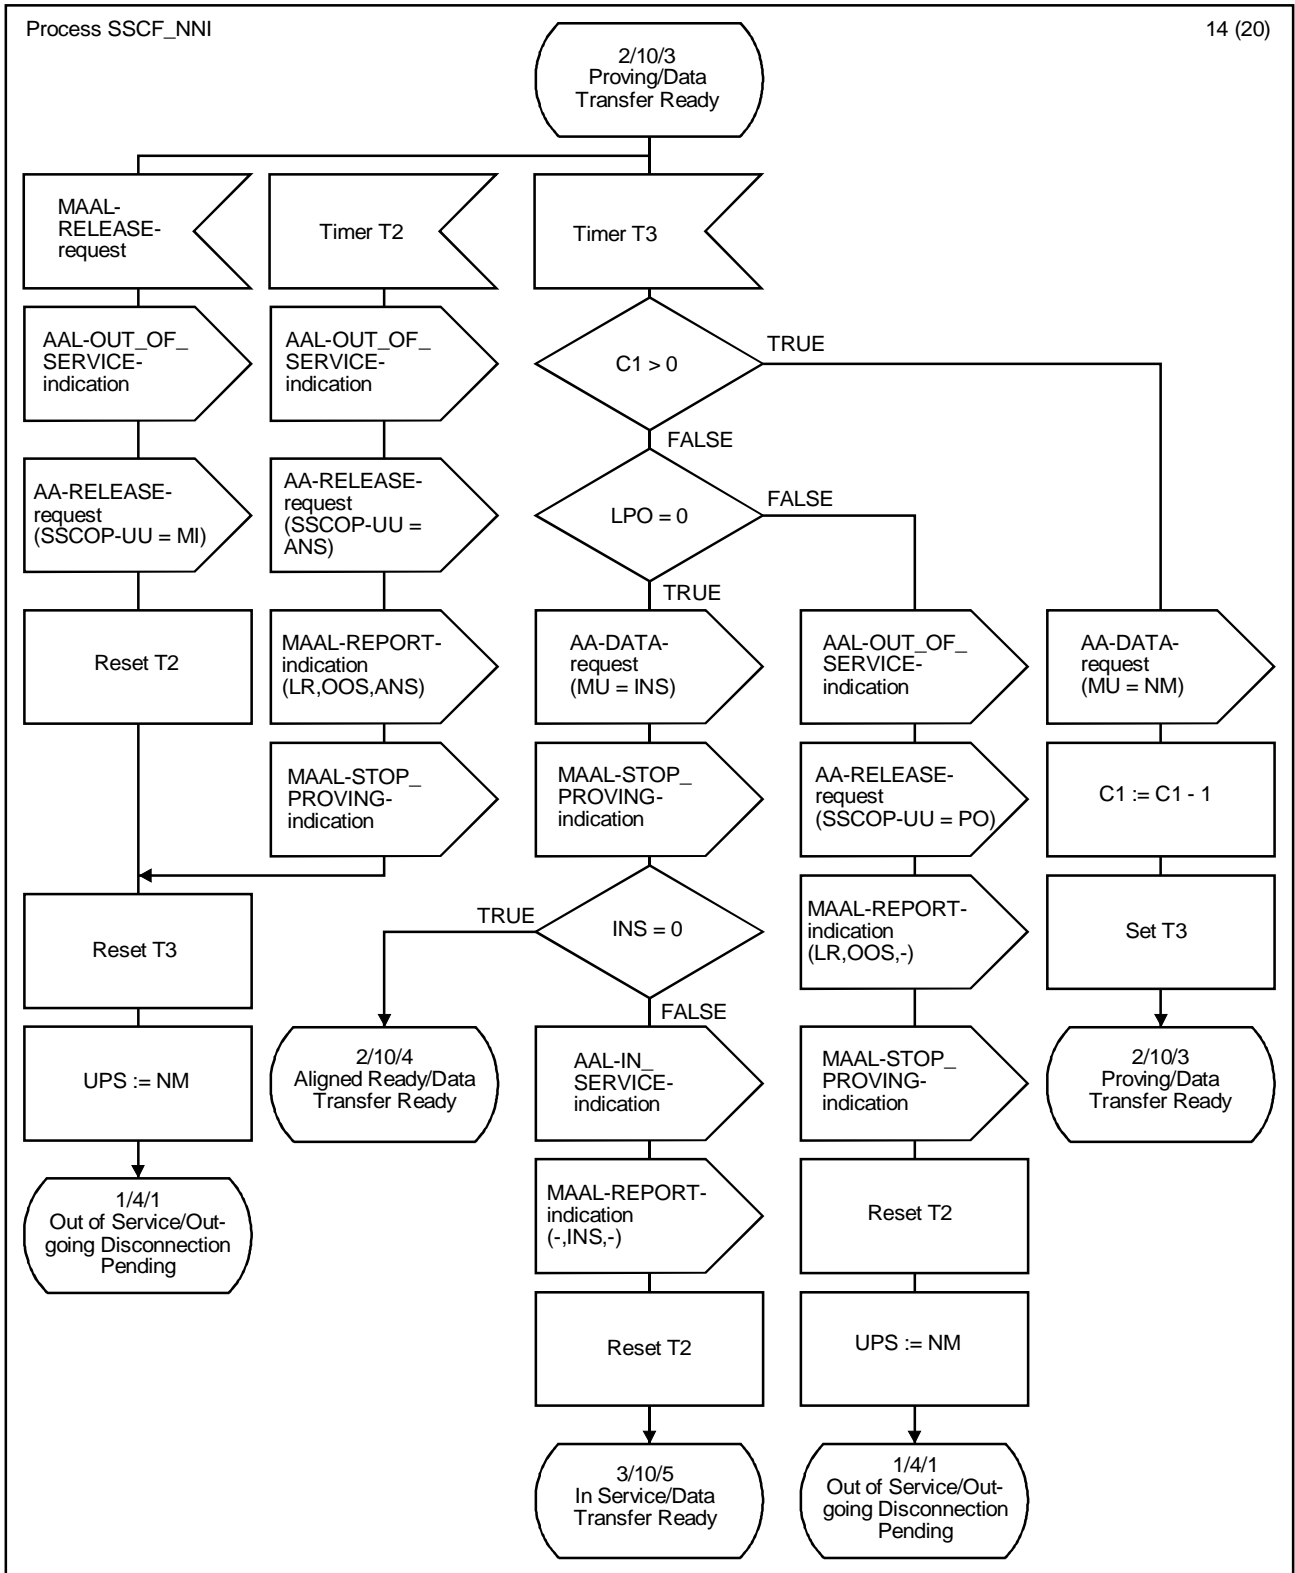 Process SSCF_NNI
14 (20)
2/10/3
Proving/Data
Transfer Ready
MAAL-
RELEASE-
request
Timer T2
Timer T3
AAL-OUT_OF_
SERVICE-
indication
AAL-OUT_OF_
SERVICE-
indication
C1 > 0
TRUE
FALSE
AA-RELEASE-
request
(SSCOP-UU = MI)
AA-RELEASE-
request
(SSCOP-UU =
ANS)
LPO = 0
FALSE
TRUE
Reset T2
MAAL-REPORT-
indication
(LR,OOS,ANS)
AA-DATA-
request
(MU = INS)
AAL-OUT_OF_
SERVICE-
indication
AA-DATA-
request
(MU = NM)
MAAL-STOP_
PROVING-
indication
MAAL-STOP_
PROVING-
indication
AA-RELEASE-
request
(SSCOP-UU = PO)
C1 := C1 - 1
Reset T3
TRUE
INS = 0
FALSE
MAAL-REPORT-
indication
(LR,OOS,-)
Set T3
UPS := NM
2/10/4
Aligned Ready/Data
Transfer Ready
AAL-IN_
SERVICE-
indication
MAAL-STOP_
PROVING-
indication
2/10/3
Proving/Data
Transfer Ready
1/4/1
Out of Service/Out-
going Disconnection
Pending
MAAL-REPORT-
indication
(-,INS,-)
Reset T2
Reset T2
UPS := NM
3/10/5
In Service/Data
Transfer Ready
1/4/1
Out of Service/Out-
going Disconnection
Pending